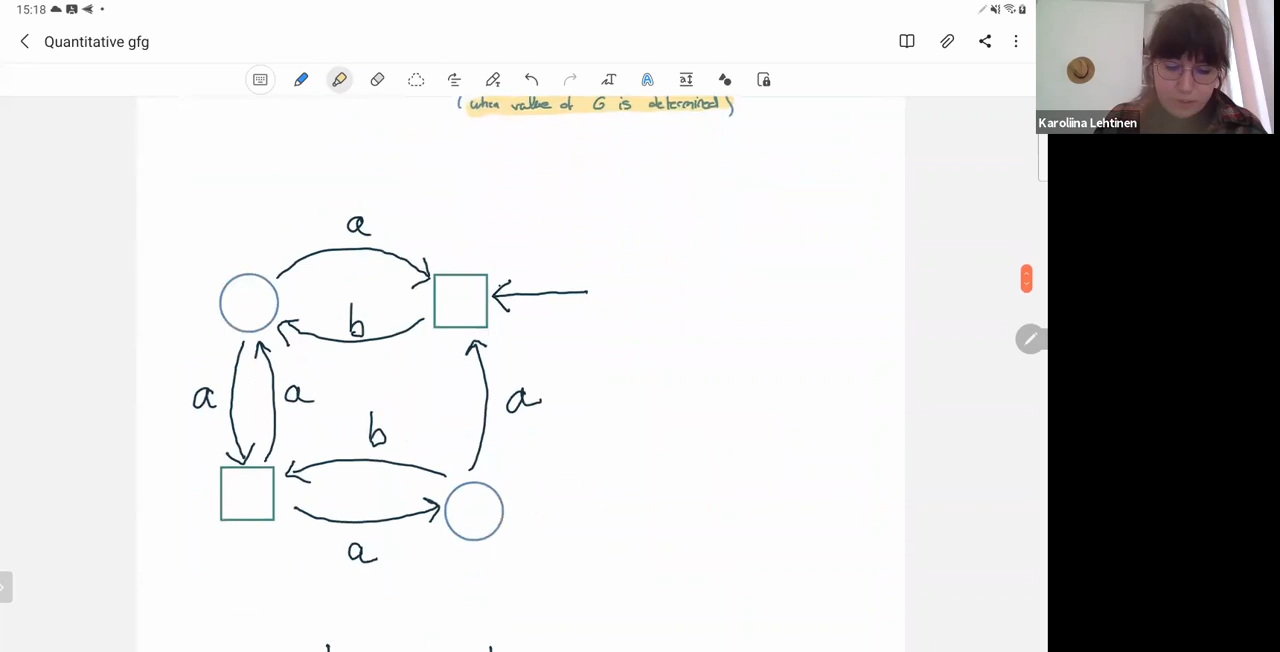 15:18
Quantitative gfg
Karoliina Lehtinen
(when value of G is determined)
a
b
a
a
a
b
a